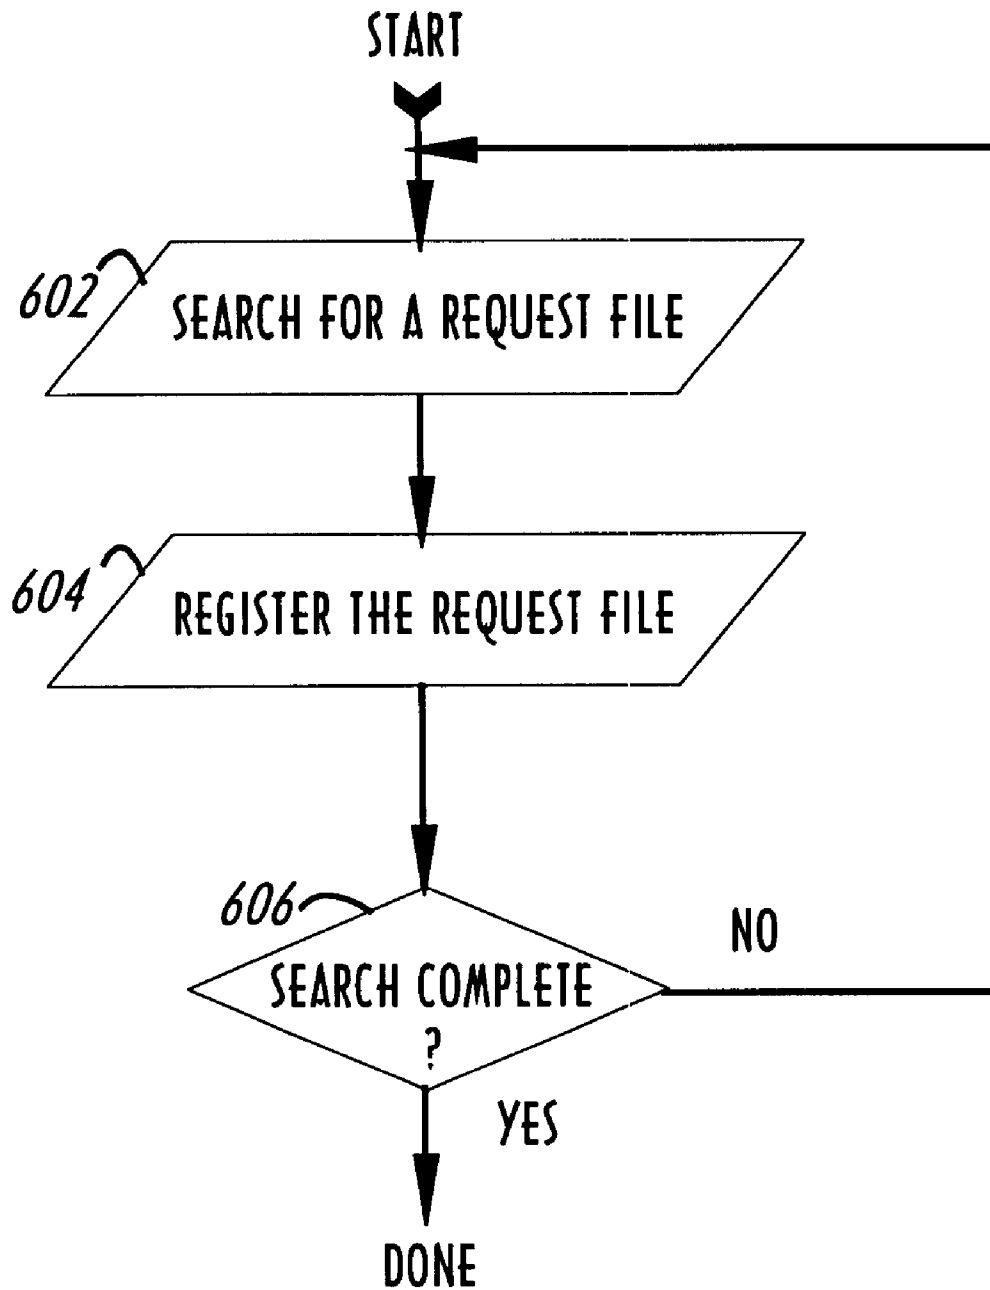 START
602
SEARCH FOR A REQUEST FILE
604
REGISTER THE REQUEST FILE
606
NO
SEARCH COMPLETE
?
YES
DONE